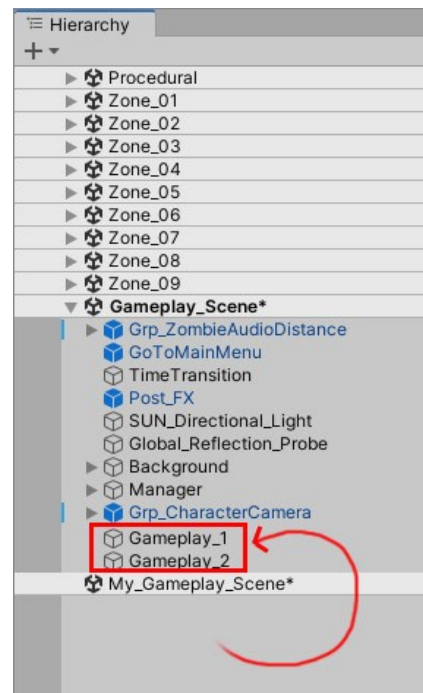 Hierarchy
Procedural
Zone_01
Zone_02
Zone_03
Zone_04
Zone_05
Zone_06
Zone_07
Zone_08
Zone_09
Gameplay_Scene*
Grp_ZombieAudioDistance
GoToMainMenu
TimeTransition
Post_FX
SUN_Directional_Light
Global_Reflection_Probe
Background
Manager
Grp_CharacterCamera
Gameplay_1
Gameplay_2
My_Gameplay_Scene*